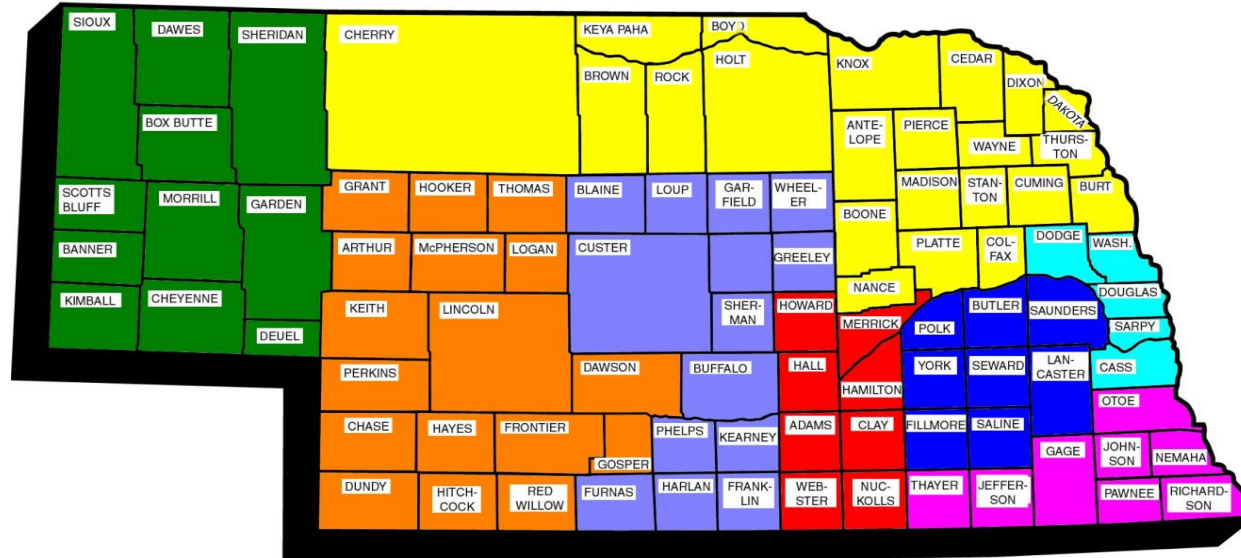 SIOUX
DAWES
SHERIDAN
CHERRY
KEYA PAHA
BOYD
BROWN
ROCK
HOLT
KNOX
CEDAR
DIXON
DAKOTA
BOX BUTTE
ANTE-
LOPE
PIERCE
WAYNE
THURS-
TON
SCOTTS
BLUFF
MORRILL
GARDEN
GRANT
HOOKER
THOMAS
BLAINE
LOUP
GAR-
FIELD
WHEEL-
ER
BOONE
MADISON
STAN-
TON
CUMING
BURT
BANNER
ARTHUR
McPHERSON
LOGAN
CUSTER
GREELEY
PLATTE
COL-
FAX
DODGE
WASH.
KIMBALL
CHEYENNE
DEUEL
KEITH
LINCOLN
SHER-
MAN
HOWARD
NANCE
MERRICK
POLK
BUTLER
SAUNDERS
DOUGLAS
SARPY
PERKINS
DAWSON
BUFFALO
HALL
HAMILTON
YORK
SEWARD
LAN-
CASTER
CASS
OTOE
CHASE
HAYES
FRONTIER
GOSPER
PHELPS
KEARNEY
ADAMS
CLAY
FILLMORE
SALINE
GAGE
JOHN-
SON
NEMAHA
DUNDY
HITCH-
COCK
RED
WILLOW
FURNAS
HARLAN
FRANK-
LIN
WEB-
STER
NUC-
KOLLS
THAYER
JEFFER-
SON
PAWNEE
RICHARD-
SON